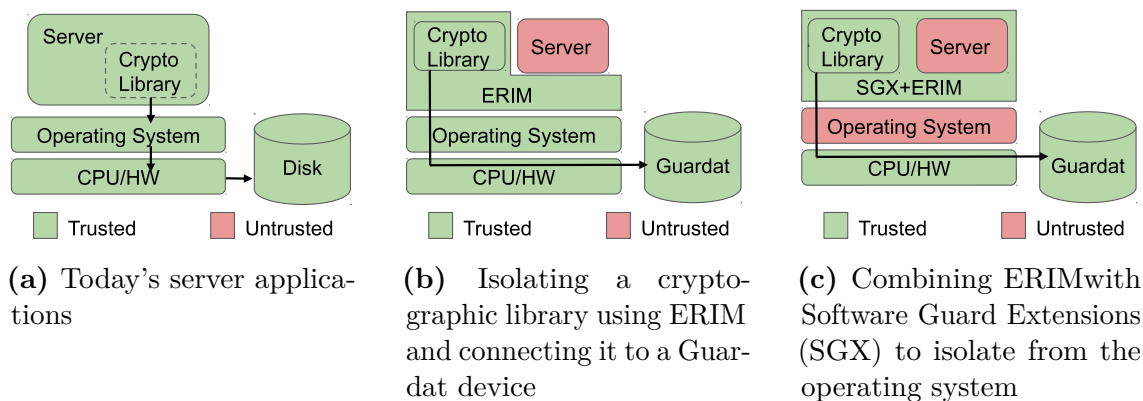 Server
Crypto
Library
Operating System
CPU/HW
Disk
Trusted
Untrusted
(a) Today's server applica-
tions
Crypto
Library
Server
ERIM
Operating System
CPU/HW
Guardat
Trusted
Untrusted
(b) Isolating a crypto-
graphic library using ERIM
and connecting it to a Guar-
dat device
Crypto
Library
Server
SGX+ERIM
Operating System
CPU/HW
Guardat
Trusted
Untrusted
(c) Combining ERIMwith
Software Guard Extensions
(SGX) to isolate from the
operating system